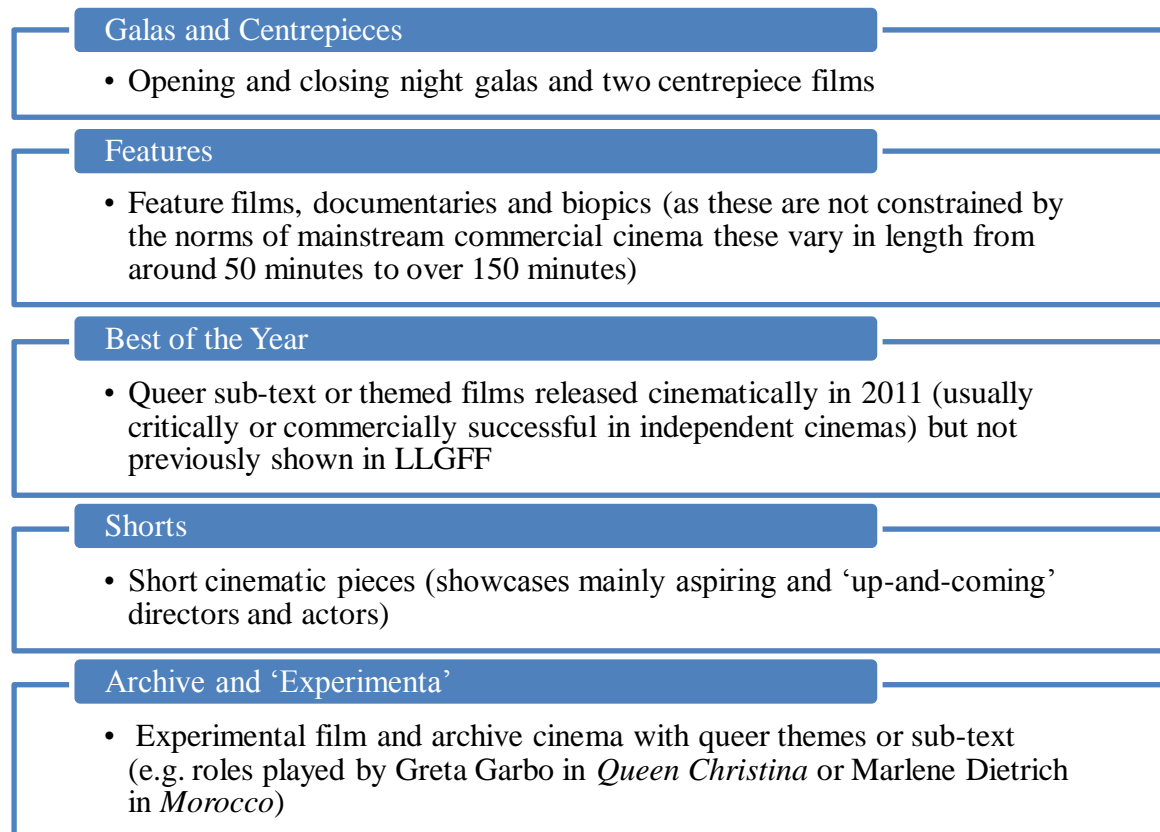 Galas and Centrepieces
• Opening and closing night galas and two centrepiece films
Features
• Feature films, documentaries and biopics (as these are not constrained by
the norms of mainstream commercial cinema these vary in length from
around 50 minutes to over 150 minutes)
Best of the Year
• Queer sub-text or themed films released cinematically in 2011 (usually
critically or commercially successful in independent cinemas) but not
previously shown in LLGFF
Shorts
• Short cinematic pieces (showcases mainly aspiring and ‘up-and-coming’
directors and actors)
Archive and ‘Experimenta’
• Experimental film and archive cinema with queer themes or sub-text
(e.g. roles played by Greta Garbo in Queen Christina or Marlene Dietrich
in Morocco)